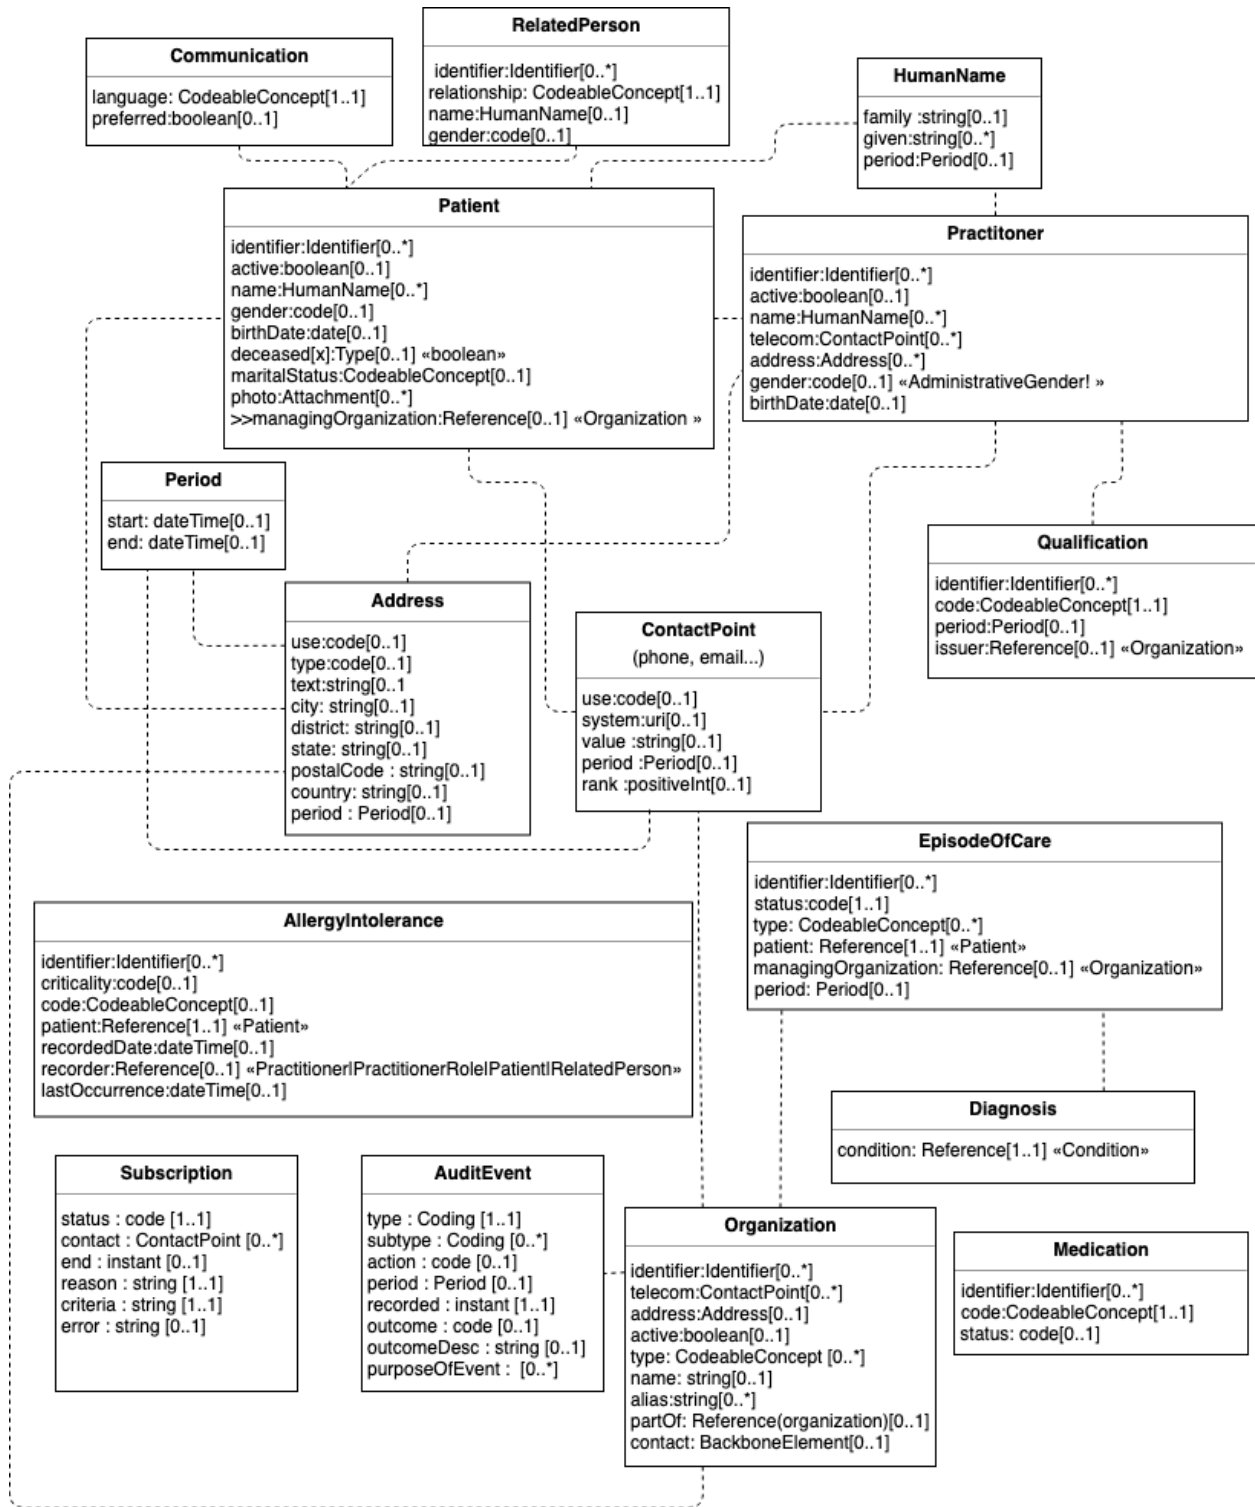 Communication
language: CodeableConcept[1..1]
preferred:boolean[0..1]
RelatedPerson
identifier:Identifier[0..*]
relationship: CodeableConcept[1..1]
name:HumanName[0..1]
gender:code[0..1]
HumanName
family :string[0..1]
given:string[0..*]
period:Period[0..1]
Patient
identifier:Identifier[0..*]
active:boolean[0..1]
name:HumanName[0..*]
gender:code[0..1]
birthDate:date[0..1]
deceased[x]:Type[0..1] «boolean»
maritalStatus:CodeableConcept[0..1]
photo:Attachment[0..*]
>>managingOrganization:Reference[0..1] «Organization »
Practitoner
identifier:Identifier[0..*]
active:boolean[0..1]
name:HumanName[0..*]
telecom:ContactPoint[0..*]
address:Address[0..*]
gender:code[0..1] «AdministrativeGender! »
birthDate:date[0..1]
Period
start: dateTime[0..1]
end: dateTime[0..1]
Qualification
identifier:Identifier[0..*]
code:CodeableConcept[1..1]
period:Period[0..1]
issuer:Reference[0..1] «Organization»
Address
use:code[0..1]
type:code[0..1]
text:string[0..1
city: string[0..1]
district: string[0..1]
state: string[0..1]
postalCode : string[0..1]
country: string[0..1]
period : Period[0..1]
ContactPoint
(phone, email...)
use:code[0..1]
system:uri[0..1]
value :string[0..1]
period :Period[0..1]
rank :positiveInt[0..1]
EpisodeOfCare
identifier:Identifier[0..*]
status:code[1..1]
type: CodeableConcept[0..*]
patient: Reference[1..1] «Patient»
managingOrganization: Reference[0..1] «Organization»
period: Period[0..1]
AllergyIntolerance
identifier:Identifier[0..*]
criticality:code[0..1]
code:CodeableConcept[0..1]
patient:Reference[1..1] «Patient»
recordedDate:dateTime[0..1]
recorder:Reference[0..1] «Practitioner|PractitionerRole|Patient|RelatedPerson»
lastOccurrence:dateTime[0..1]
Diagnosis
condition: Reference[1..1] «Condition»
Subscription
status : code [1..1]
contact : ContactPoint [0..*]
end : instant [0..1]
reason : string [1..1]
criteria : string [1..1]
error : string [0..1]
AuditEvent
type : Coding [1..1]
subtype : Coding [0..*]
action : code [0..1]
period : Period [0..1]
recorded : instant [1..1]
outcome : code [0..1]
outcomeDesc : string [0..1]
purposeOfEvent : [0..*]
Organization
identifier:Identifier[0..*]
telecom:ContactPoint[0..*]
address:Address[0..1]
active:boolean[0..1]
type: CodeableConcept [0..*]
name: string[0..1]
alias:string[0..*]
partOf: Reference(organization)[0..1]
contact: BackboneElement[0..1]
Medication
identifier:Identifier[0..*]
code:CodeableConcept[1..1]
status: code[0..1]